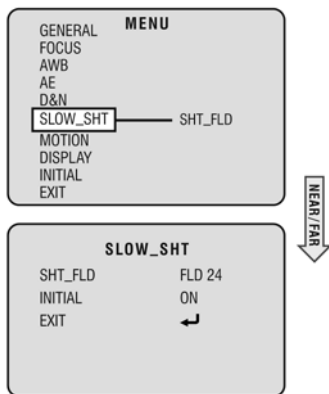 MENU
GENERAL
FOCUS
AWB
AE
D&N
SLOW_SHT SHT_FLD
MOTION
DISPLAY
INITIAL
EXIT
NEAR/FAR
SLOW_SHT
SHT_FLD FLD 24
INITIAL ON
EXIT ↵